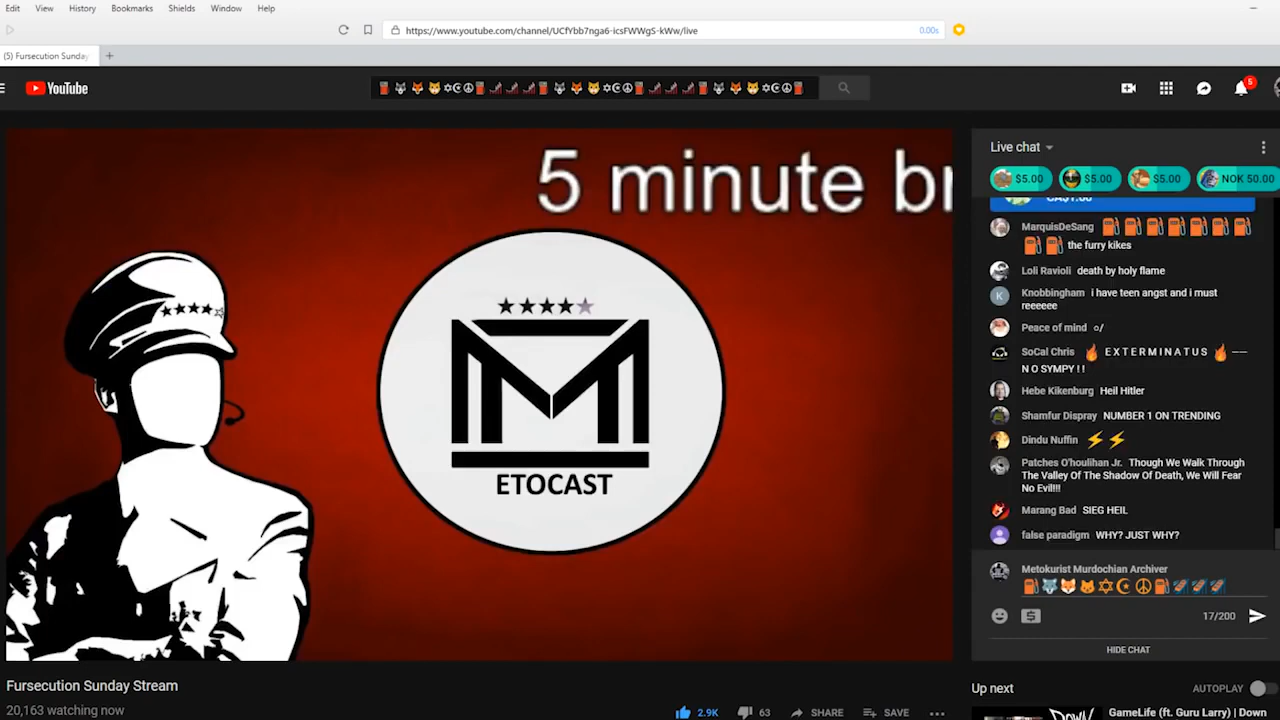 Edit View History Bookmarks Shields Window Help
https://www.youtube.com/channel/UCfYbb7nga6-icsFWWgS-kWw/live 0.00s
(5) Fursecution Sunday
YouTube
5
5 minute br
★★★★★
ETOCAST
Live chat
$5.00 $5.00 $5.00 NOK 50.00
CA$1.00
MarquisDeSang ⛽⛽⛽⛽⛽⛽⛽
⛽⛽ the furry kikes
Loli Ravioli death by holy flame
K Knobbingham i have teen angst and i must
reeeeee
Peace of mind o/
SoCal Chris 🔥 E X T E R M I N A T U S 🔥 ──
N O S Y M P Y ! !
Hebe Kikenburg Heil Hitler
Shamfur Dispray NUMBER 1 ON TRENDING
Dindu Nuffin ⚡⚡
Patches O'houlihan Jr. Though We Walk Through
The Valley Of The Shadow Of Death, We Will Fear
No Evil!!!
Marang Bad SIEG HEIL
false paradigm WHY? JUST WHY?
Metokurist Murdochian Archiver
17/200
HIDE CHAT
Fursecution Sunday Stream
20,163 watching now
2.9K 63 SHARE SAVE
Up next AUTOPLAY
GameLife (ft. Guru Larry) | Down
DOWN